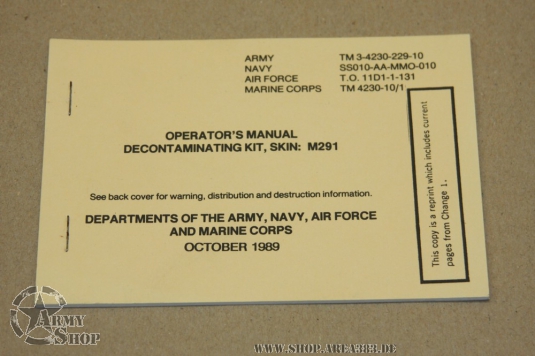 ARMY TM 3-4230-229-10
NAVY SS010-AA-MMO-010
AIR FORCE T.O. 11D1-1-131
MARINE CORPS TM 4230-10/1
OPERATOR'S MANUAL
DECONTAMINATING KIT, SKIN: M291
See back cover for warning, distribution and destruction information.
DEPARTMENTS OF THE ARMY, NAVY, AIR FORCE
AND MARINE CORPS
OCTOBER 1989
This copy is a reprint which includes current
pages from Change 1.
ARMY
SHOP